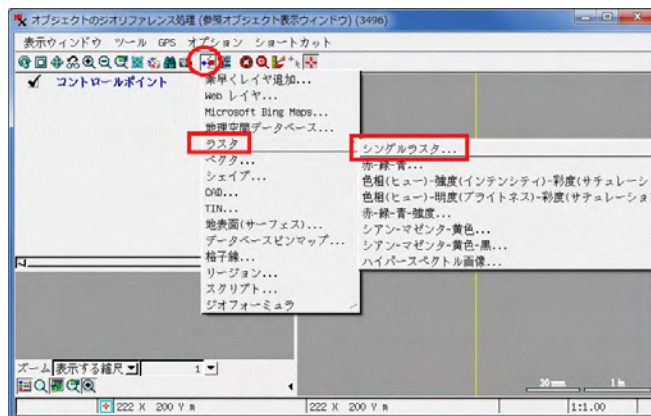 オブジェクトのジオリファレンス処理 (参照オブジェクト表示ウィンドウ) (3496)
表示ウィンドウ ツール GPS オプション ショートカット
コントロールポイント
素早くレイヤ追加...
Web レイヤ...
Microsoft Bing Maps...
地理空間データベース...
ラスタ
ベクタ...
シェイプ...
CAD...
TIN...
地表面(サーフェス)...
データベースピンマップ...
格子線...
リージョン...
スクリプト...
ジオフォーミュラ
シングルラスタ...
赤-緑-青...
色相(ヒュー)-強度(インテンシティ)-彩度(サチュレーシ
色相(ヒュー)-明度(ブライトネス)-彩度(サチュレーショ
赤-緑-青-強度...
シアン-マゼンタ-黄色...
シアン-マゼンタ-黄色-黒...
ハイパースペクトル画像...
ズーム 表示する縮尺 1
20 mm 1 in
222 X 200 Y m 222 X 200 Y m 1:1.00